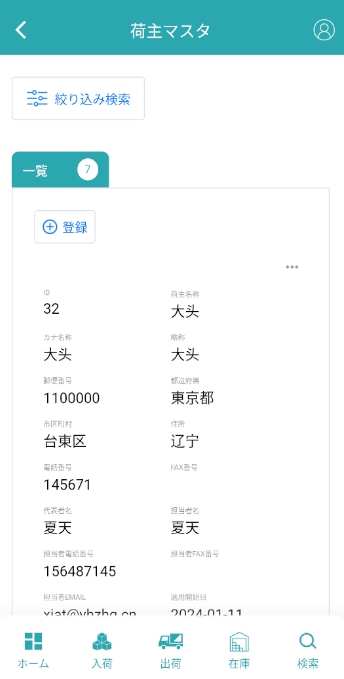 荷主マスタ
絞り込み検索
一覧 7
登録
ID 荷主名称
32 大头
カナ名称 略称
大头 大头
郵便番号 都道府県
1100000 東京都
市区町村 住所
台東区 辽宁
電話番号 FAX番号
145671
代表者名 担当者名
夏天 夏天
担当者電話番号 担当者FAX番号
156487145
担当者EMAIL 適用開始日
xiat@yhzhq.cn 2024-01-11
ホーム 入荷 出荷 在庫 検索